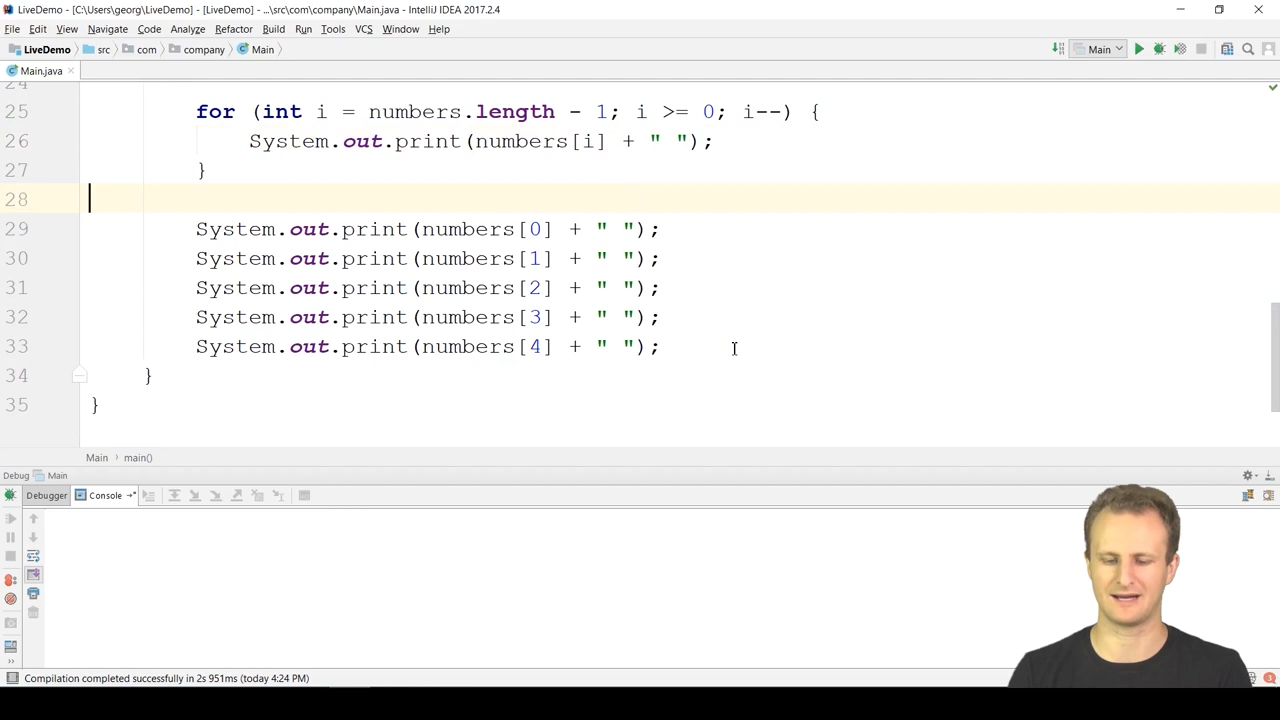 LiveDemo - [C:\Users\georg\LiveDemo] - [LiveDemo] - ...\src\com\company\Main.java - IntelliJ IDEA 2017.2.4
File Edit View Navigate Code Analyze Refactor Build Run Tools VCS Window Help
LiveDemo src com company Main Main
Main.java
24
25 for (int i = numbers.length - 1; i >= 0; i--) {
26 System.out.print(numbers[i] + " ");
27 }
28
29 System.out.print(numbers[0] + " ");
30 System.out.print(numbers[1] + " ");
31 System.out.print(numbers[2] + " ");
32 System.out.print(numbers[3] + " ");
33 System.out.print(numbers[4] + " ");
34 }
35 }
Main main()
Debug Main
Debugger Console
Compilation completed successfully in 2s 951ms (today 4:24 PM)
3